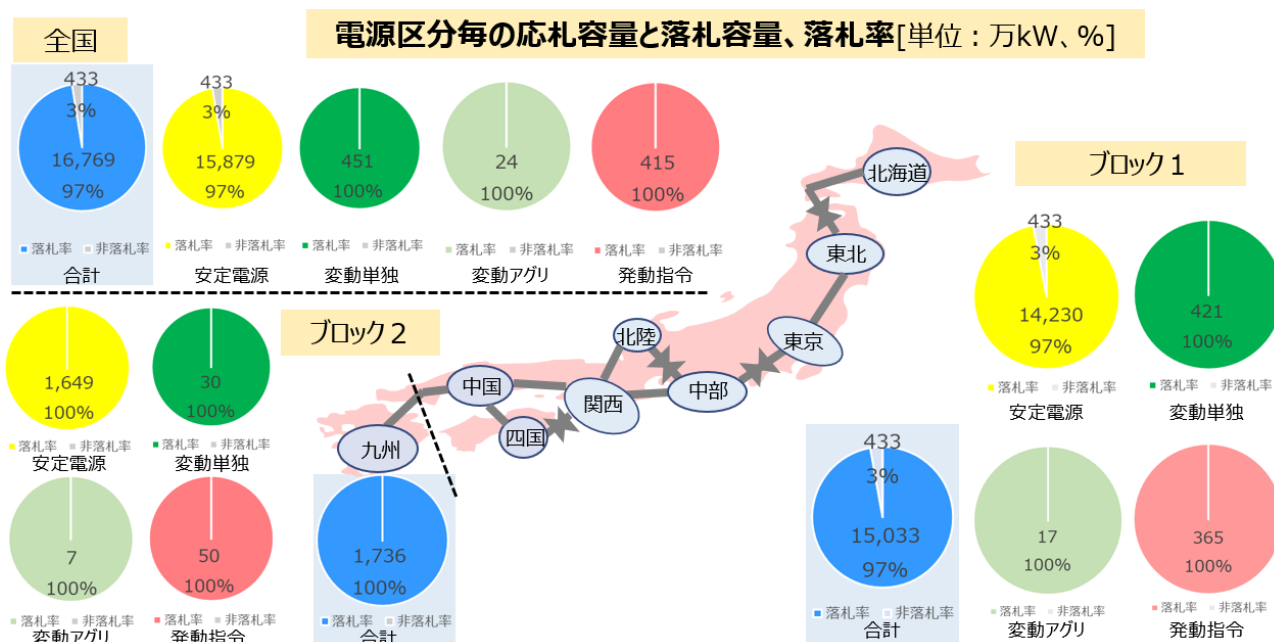 電源区分毎の応札容量と落札容量、落札率[単位：万kW、%]
全国
433
3%
16,769
97%
落札率 非落札率
合計
433
3%
15,879
97%
落札率 非落札率
安定電源
451
100%
落札率 非落札率
変動単独
24
100%
落札率 非落札率
変動アグリ
415
100%
落札率 非落札率
発動指令
北海道
東北
東京
北陸
中部
関西
中国
四国
九州
ブロック1
433
3%
14,230
97%
落札率 非落札率
安定電源
421
100%
落札率 非落札率
変動単独
433
3%
15,033
97%
落札率 非落札率
合計
17
100%
落札率 非落札率
変動アグリ
365
100%
落札率 非落札率
発動指令
ブロック2
1,649
100%
落札率 非落札率
安定電源
30
100%
落札率 非落札率
変動単独
7
100%
落札率 非落札率
変動アグリ
50
100%
落札率 非落札率
発動指令
1,736
100%
落札率 非落札率
合計